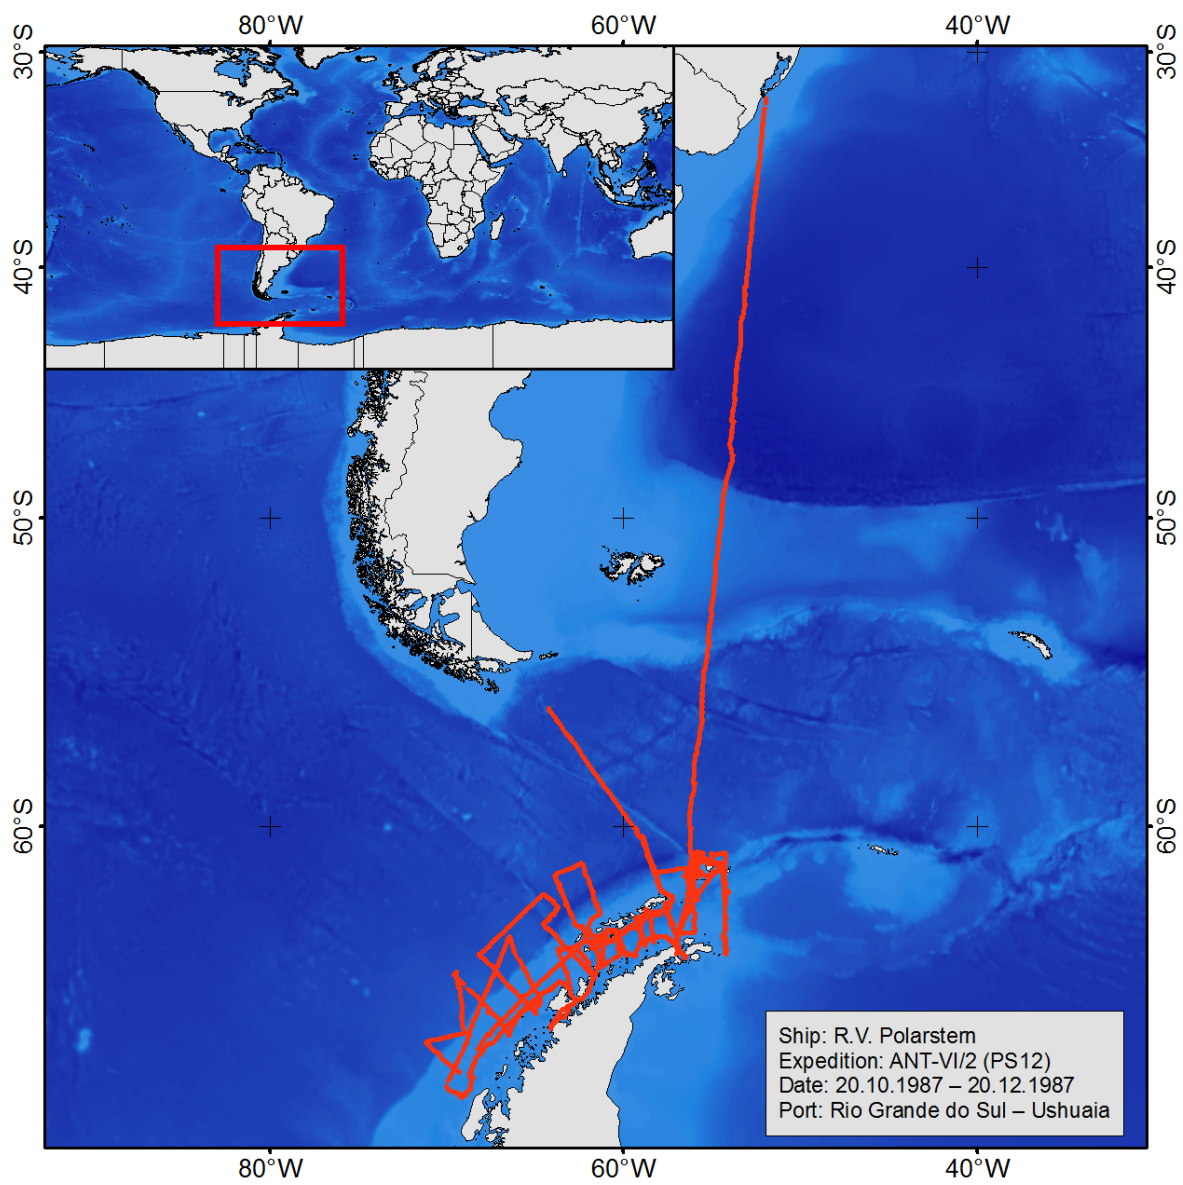 80°W 60°W 40°W
30°S 30°S
40°S 40°S
50°S 50°S
60°S 60°S
Ship: R.V. Polarstern
Expedition: ANT-VI/2 (PS12)
Date: 20.10.1987 – 20.12.1987
Port: Rio Grande do Sul – Ushuaia
80°W 60°W 40°W